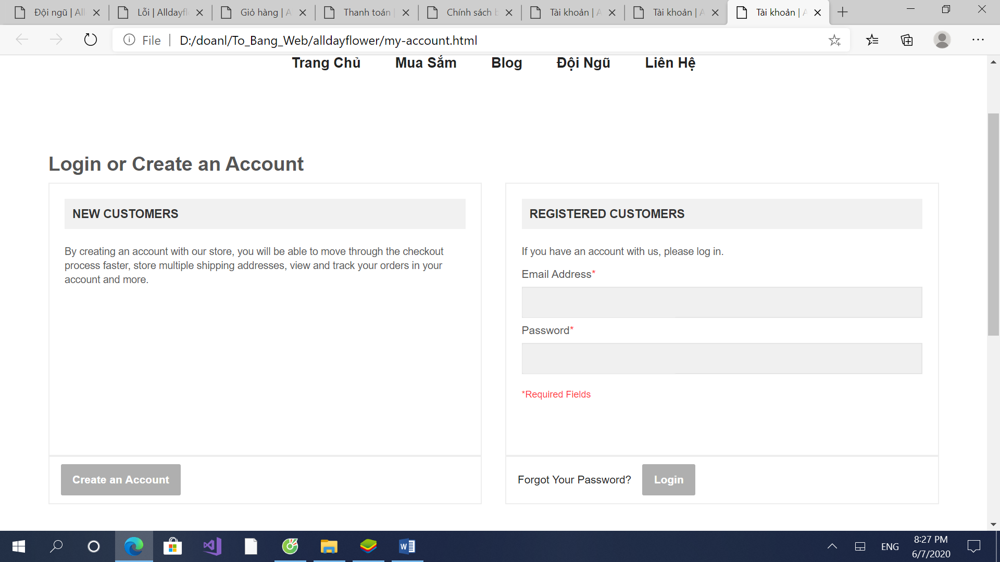 Đội ngũ | All
Lỗi | Alldayfl
Giỏ hàng | A
Thanh toán |
Chính sách b
Tài khoản | A
Tài khoản | A
Tài khoản | A
File | D:/doanl/To_Bang_Web/alldayflower/my-account.html
Trang Chủ Mua Sắm Blog Đội Ngũ Liên Hệ
Login or Create an Account
NEW CUSTOMERS
By creating an account with our store, you will be able to move through the checkout
process faster, store multiple shipping addresses, view and track your orders in your
account and more.
Create an Account
REGISTERED CUSTOMERS
If you have an account with us, please log in.
Email Address*
Password*
*Required Fields
Forgot Your Password? Login
ENG
8:27 PM
6/7/2020